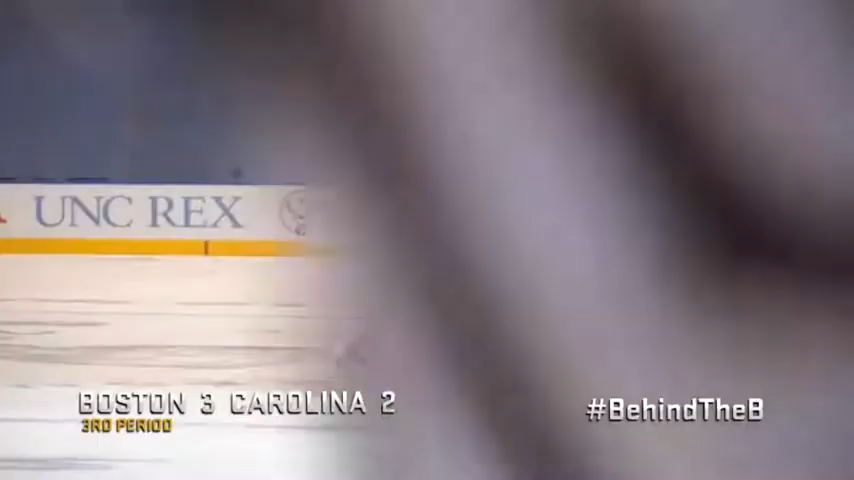 UNC REX
BOSTON 3 CAROLINA 2
3RD PERIOD
#BehindTheB